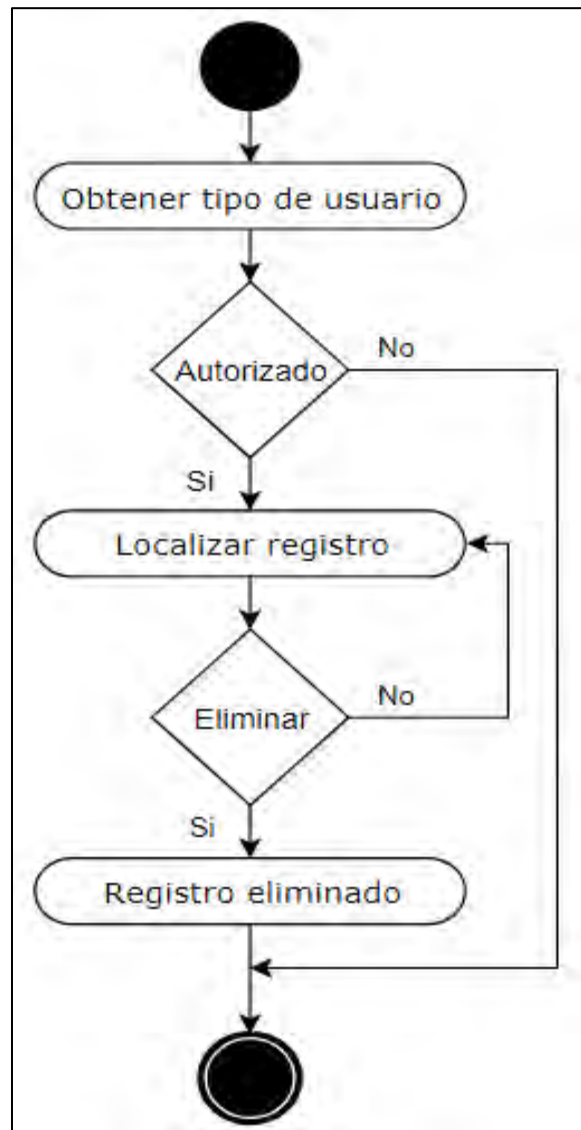 Obtener tipo de usuario
Autorizado
No
Si
Localizar registro
Eliminar
No
Si
Registro eliminado